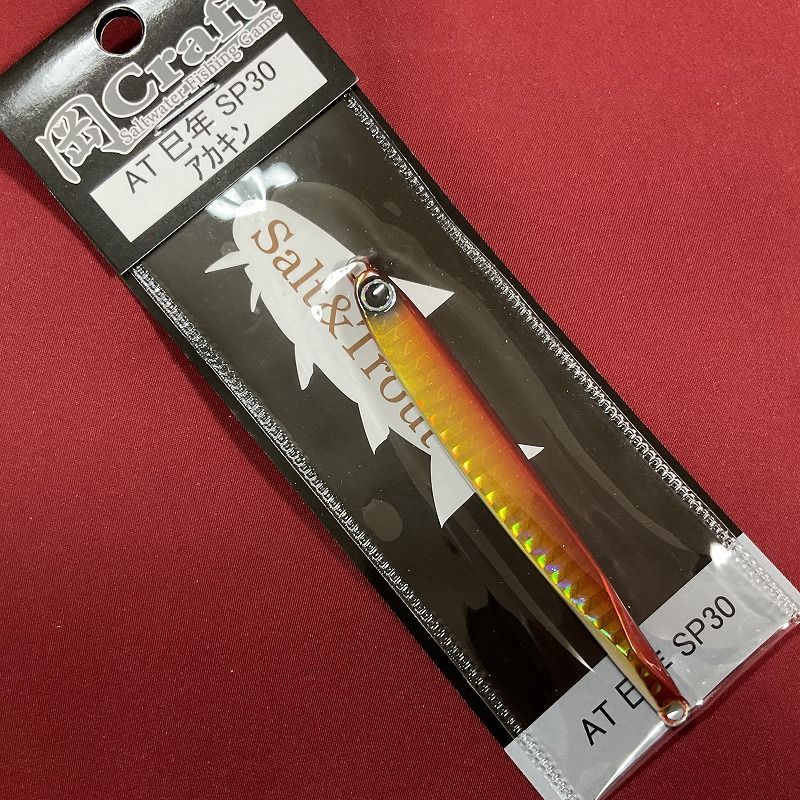 岡Craft
Saltwater Fishing Game
AT 巳年 SP30
アカキン
Salt&Trout
AT 巳年 SP30